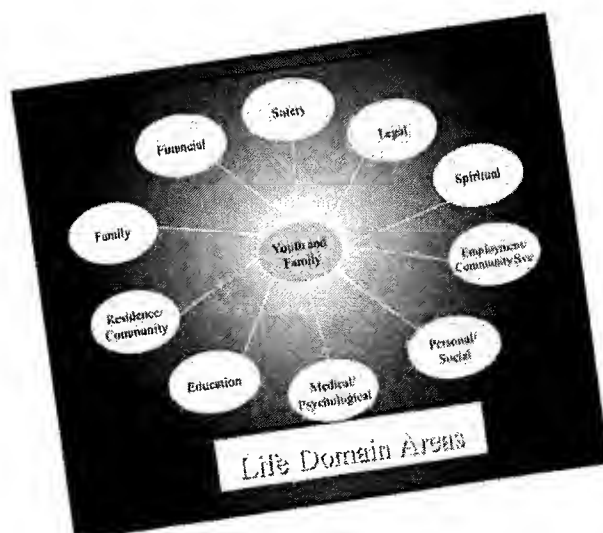 Safety
Legal
Financial
Spiritual
Family
Youth and
Family
Employment/
Community Svc
Residence/
Community
Personal/
Social
Education
Medical/
Psychological
Life Domain Areas